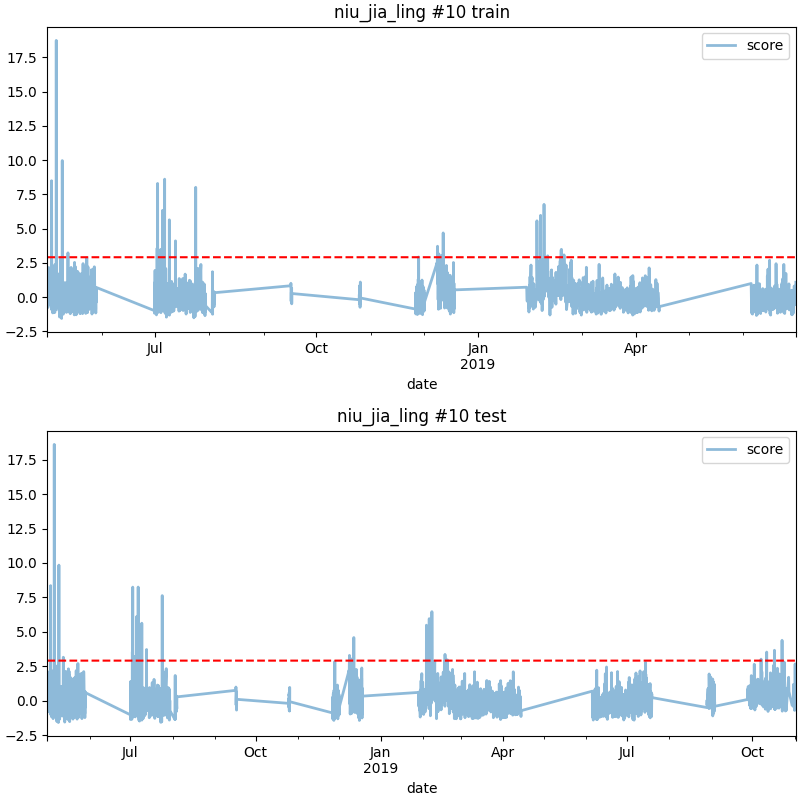 niu_jia_ling #10 train
score
17.5
15.0
12.5
10.0
7.5
5.0
2.5
0.0
−2.5
Jul
Oct
Jan
2019
Apr
date
niu_jia_ling #10 test
score
17.5
15.0
12.5
10.0
7.5
5.0
2.5
0.0
−2.5
Jul
Oct
Jan
2019
Apr
Jul
Oct
date